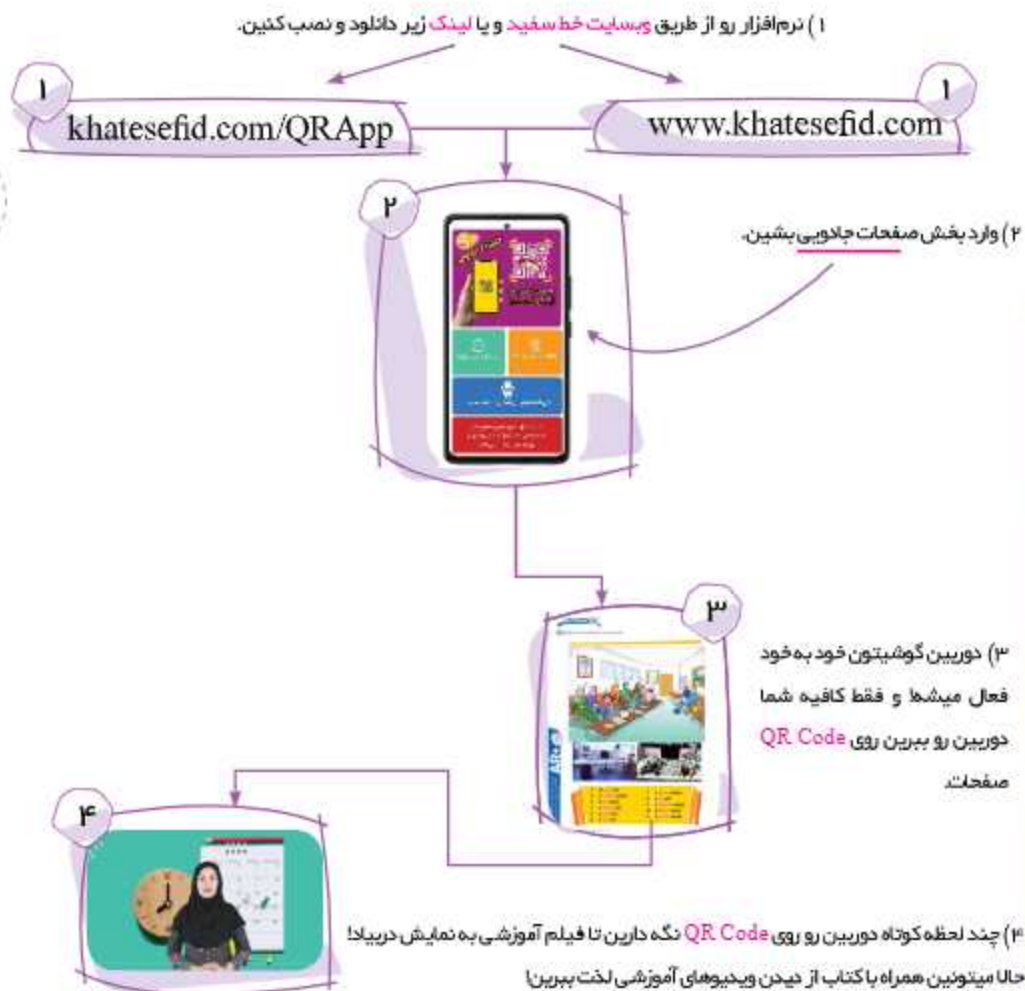 ۱) نرم‌افزار رو از طریق وبسایت خط سفید و یا لینک زیر دانلود و نصب کنین.
۱
www.khatesefid.com
۱
khatesefid.com/QRApp
۲
۲) وارد بخش صفحات جادویی بشین.
۳
۳) دوربین گوشیتون خود به خود
فعال میشه! و فقط کافیه شما
دوربین رو ببرین روی QR Code
صفحات.
۴
۴) چند لحظه کوتاه دوربین رو روی QR Code نگه دارین تا فیلم آموزشی به نمایش دربیاد!
حالا میتونین همراه با کتاب از دیدن ویدیوهای آموزشی لذت ببرین!